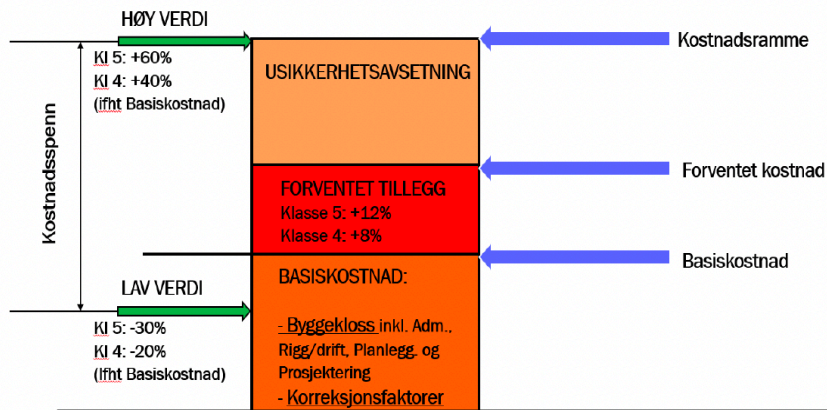 HØY VERDI
Kl 5: +60%
Kl 4: +40%
(ifht Basiskostnad)
Kostnadsspenn
LAV VERDI
Kl 5: -30%
Kl 4: -20%
(Ifht Basiskostnad)
USIKKERHETSAVSETNING
FORVENTET TILLEGG
Klasse 5: +12%
Klasse 4: +8%
BASISKOSTNAD:
- Byggekloss inkl. Adm.,
Rigg/drift, Planlegg. og
Prosjektering
- Korreksjonsfaktorer
Kostnadsramme
Forventet kostnad
Basiskostnad